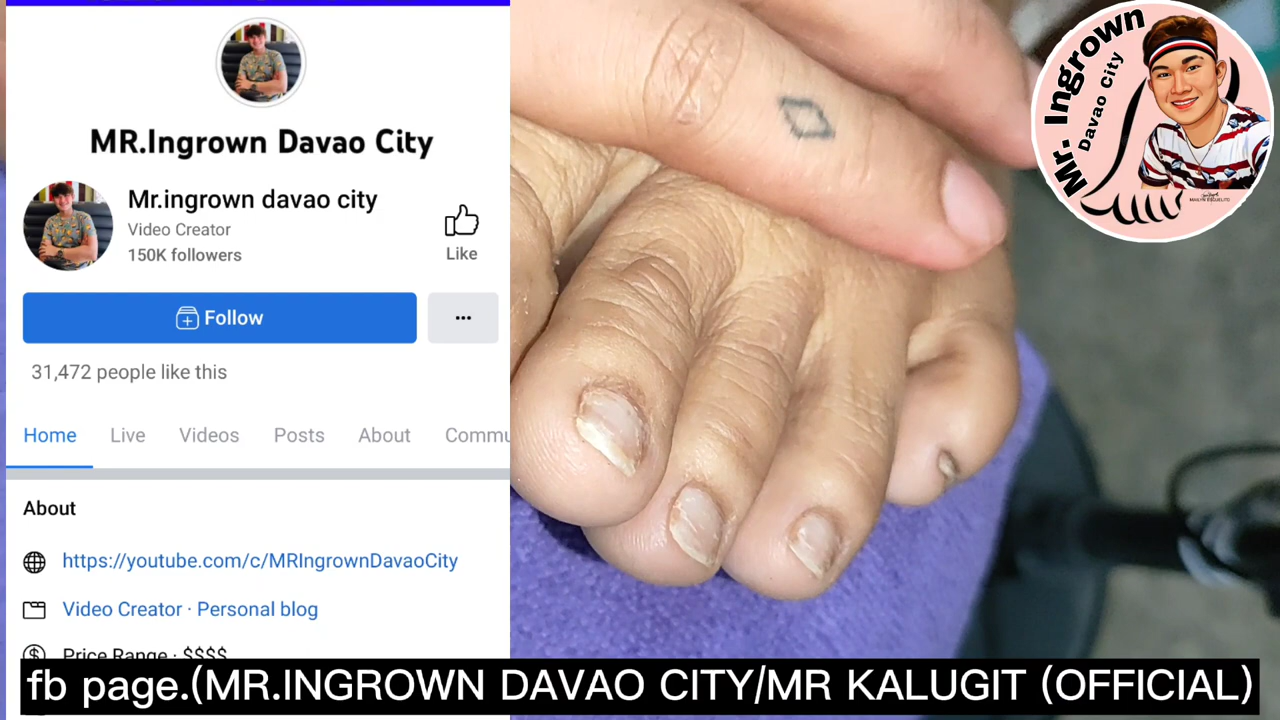 MR.Ingrown Davao City
Mr.ingrown davao city
Video Creator
150K followers
Like
Follow
31,472 people like this
Home Live Videos Posts About Commu
About
https://youtube.com/c/MRIngrownDavaoCity
Video Creator · Personal blog
Price Range · $$$$
Mr. Ingrown
Davao City
fb page.(MR.INGROWN DAVAO CITY/MR KALUGIT (OFFICIAL)